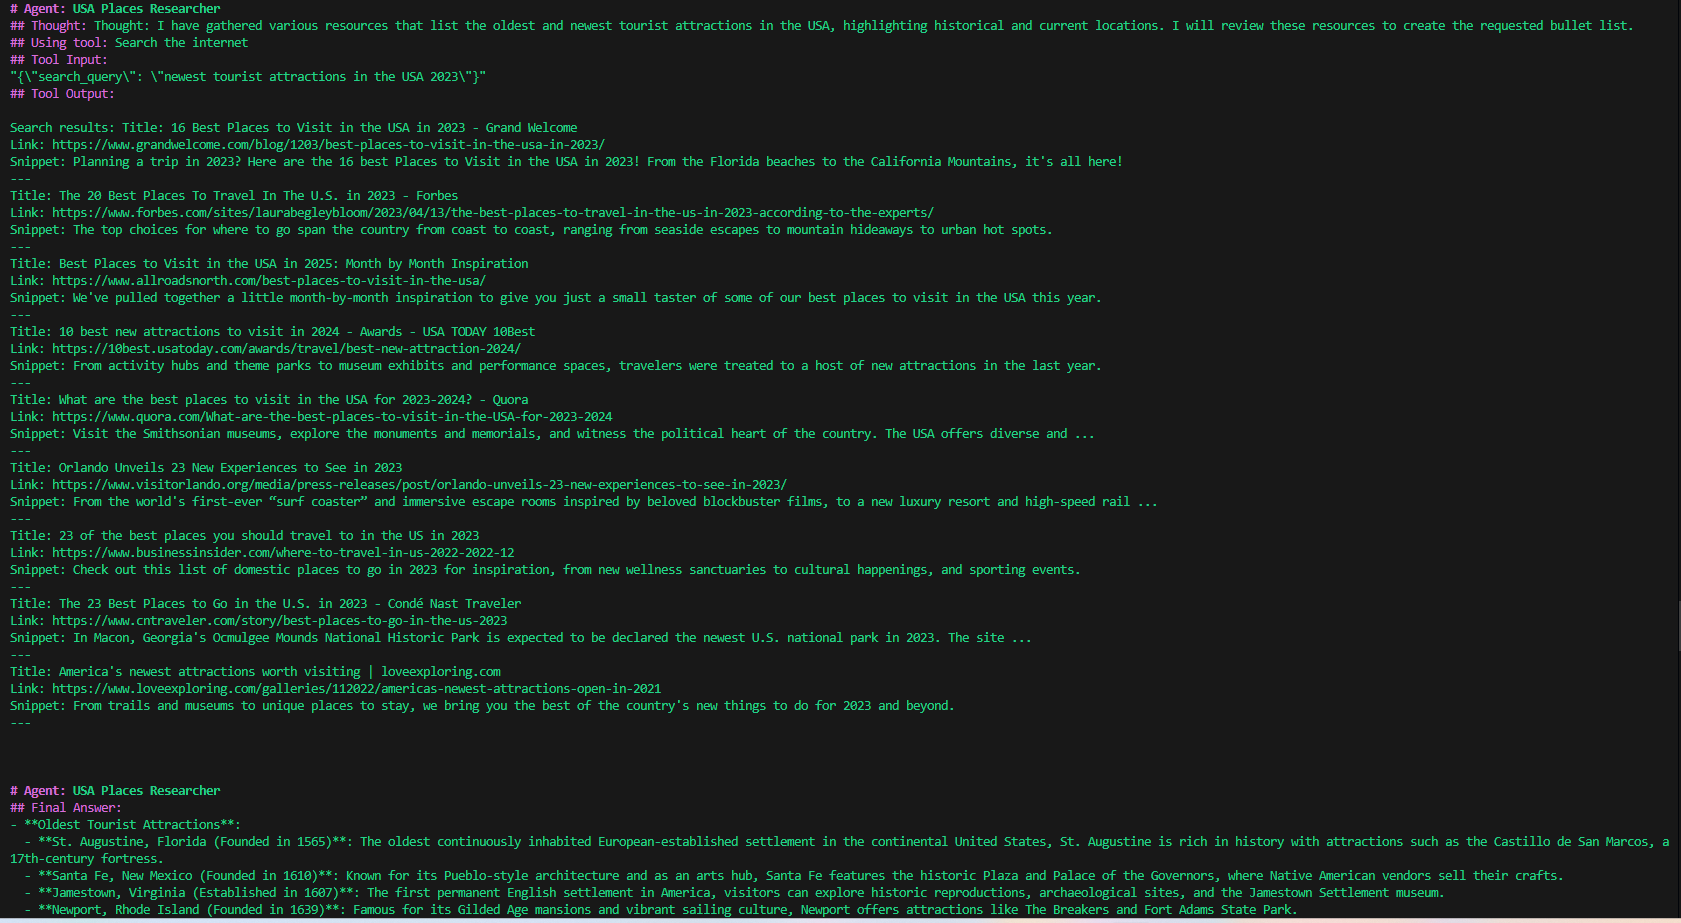 # Agent: USA Places Researcher
## Thought: Thought: I have gathered various resources that list the oldest and newest tourist attractions in the USA, highlighting historical and current locations. I will review these resources to create the requested bullet list.
## Using tool: Search the internet
## Tool Input:
"{\"search_query\": \"newest tourist attractions in the USA 2023\"}"
## Tool Output:
Search results: Title: 16 Best Places to Visit in the USA in 2023 - Grand Welcome
Link: https://www.grandwelcome.com/blog/1203/best-places-to-visit-in-the-usa-in-2023/
Snippet: Planning a trip in 2023? Here are the 16 best Places to Visit in the USA in 2023! From the Florida beaches to the California Mountains, it's all here!
---
Title: The 20 Best Places To Travel In The U.S. in 2023 - Forbes
Link: https://www.forbes.com/sites/laurabegleybloom/2023/04/13/the-best-places-to-travel-in-the-us-in-2023-according-to-the-experts/
Snippet: The top choices for where to go span the country from coast to coast, ranging from seaside escapes to mountain hideaways to urban hot spots.
---
Title: Best Places to Visit in the USA in 2025: Month by Month Inspiration
Link: https://www.allroadsnorth.com/best-places-to-visit-in-the-usa/
Snippet: We've pulled together a little month-by-month inspiration to give you just a small taster of some of our best places to visit in the USA this year.
---
Title: 10 best new attractions to visit in 2024 - Awards - USA TODAY 10Best
Link: https://10best.usatoday.com/awards/travel/best-new-attraction-2024/
Snippet: From activity hubs and theme parks to museum exhibits and performance spaces, travelers were treated to a host of new attractions in the last year.
---
Title: What are the best places to visit in the USA for 2023-2024? - Quora
Link: https://www.quora.com/What-are-the-best-places-to-visit-in-the-USA-for-2023-2024
Snippet: Visit the Smithsonian museums, explore the monuments and memorials, and witness the political heart of the country. The USA offers diverse and ...
---
Title: Orlando Unveils 23 New Experiences to See in 2023
Link: https://www.visitorlando.org/media/press-releases/post/orlando-unveils-23-new-experiences-to-see-in-2023/
Snippet: From the world's first-ever “surf coaster” and immersive escape rooms inspired by beloved blockbuster films, to a new luxury resort and high-speed rail ...
---
Title: 23 of the best places you should travel to in the US in 2023
Link: https://www.businessinsider.com/where-to-travel-in-us-2022-2022-12
Snippet: Check out this list of domestic places to go in 2023 for inspiration, from new wellness sanctuaries to cultural happenings, and sporting events.
---
Title: The 23 Best Places to Go in the U.S. in 2023 - Condé Nast Traveler
Link: https://www.cntraveler.com/story/best-places-to-go-in-the-us-2023
Snippet: In Macon, Georgia's Ocmulgee Mounds National Historic Park is expected to be declared the newest U.S. national park in 2023. The site ...
---
Title: America's newest attractions worth visiting | loveexploring.com
Link: https://www.loveexploring.com/galleries/112022/americas-newest-attractions-open-in-2021
Snippet: From trails and museums to unique places to stay, we bring you the best of the country's new things to do for 2023 and beyond.
---
# Agent: USA Places Researcher
## Final Answer:
- **Oldest Tourist Attractions**:
- **St. Augustine, Florida (Founded in 1565)**: The oldest continuously inhabited European-established settlement in the continental United States, St. Augustine is rich in history with attractions such as the Castillo de San Marcos, a
17th-century fortress.
- **Santa Fe, New Mexico (Founded in 1610)**: Known for its Pueblo-style architecture and as an arts hub, Santa Fe features the historic Plaza and Palace of the Governors, where Native American vendors sell their crafts.
- **Jamestown, Virginia (Established in 1607)**: The first permanent English settlement in America, visitors can explore historic reproductions, archaeological sites, and the Jamestown Settlement museum.
- **Newport, Rhode Island (Founded in 1639)**: Famous for its Gilded Age mansions and vibrant sailing culture, Newport offers attractions like The Breakers and Fort Adams State Park.